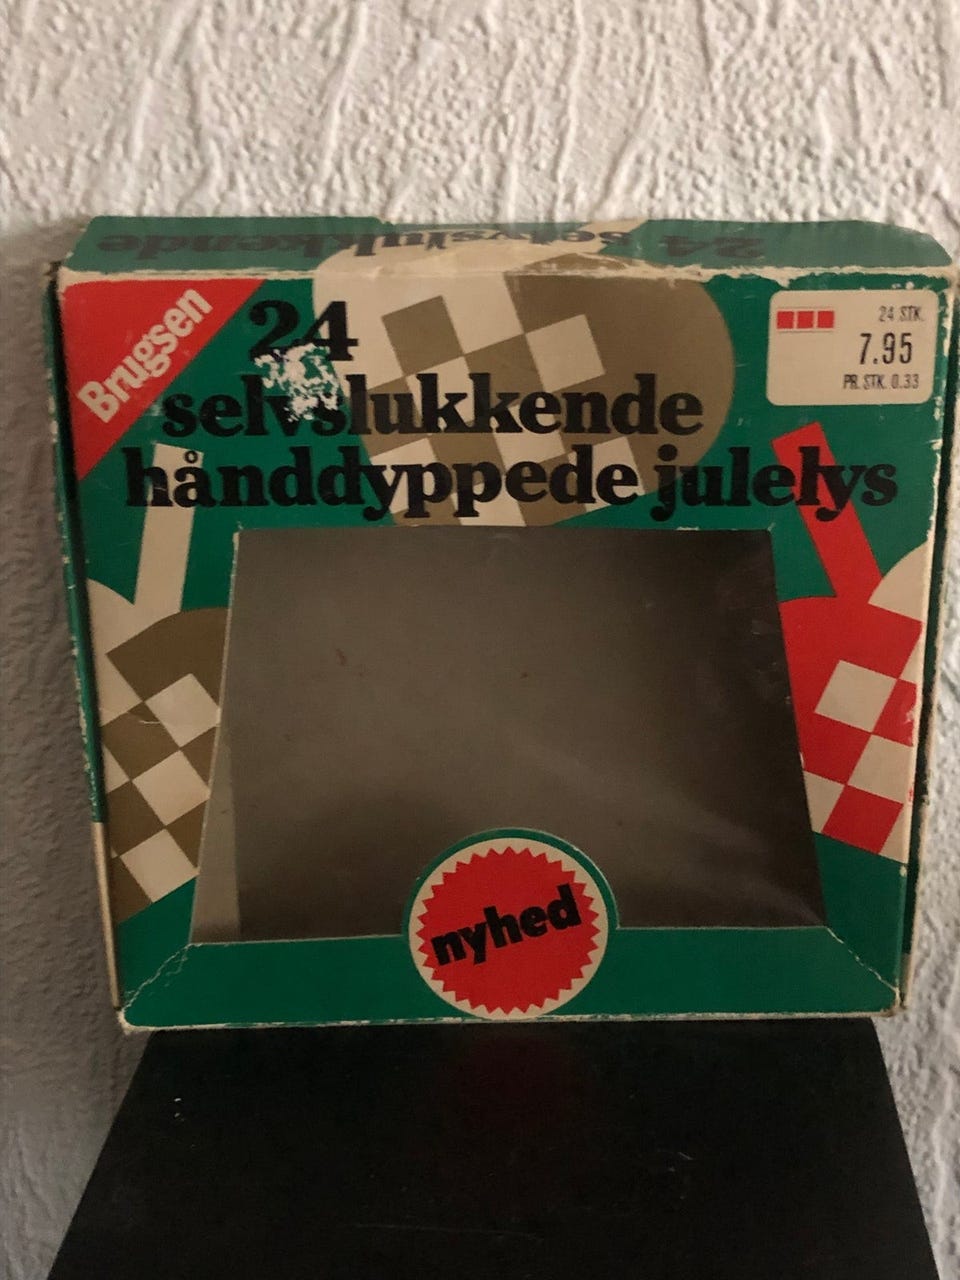 24 selvslukkende
Brugsen
24
selvslukkende
hånddyppede julelys
24 STK.
7.95
PR. STK. 0.33
nyhed